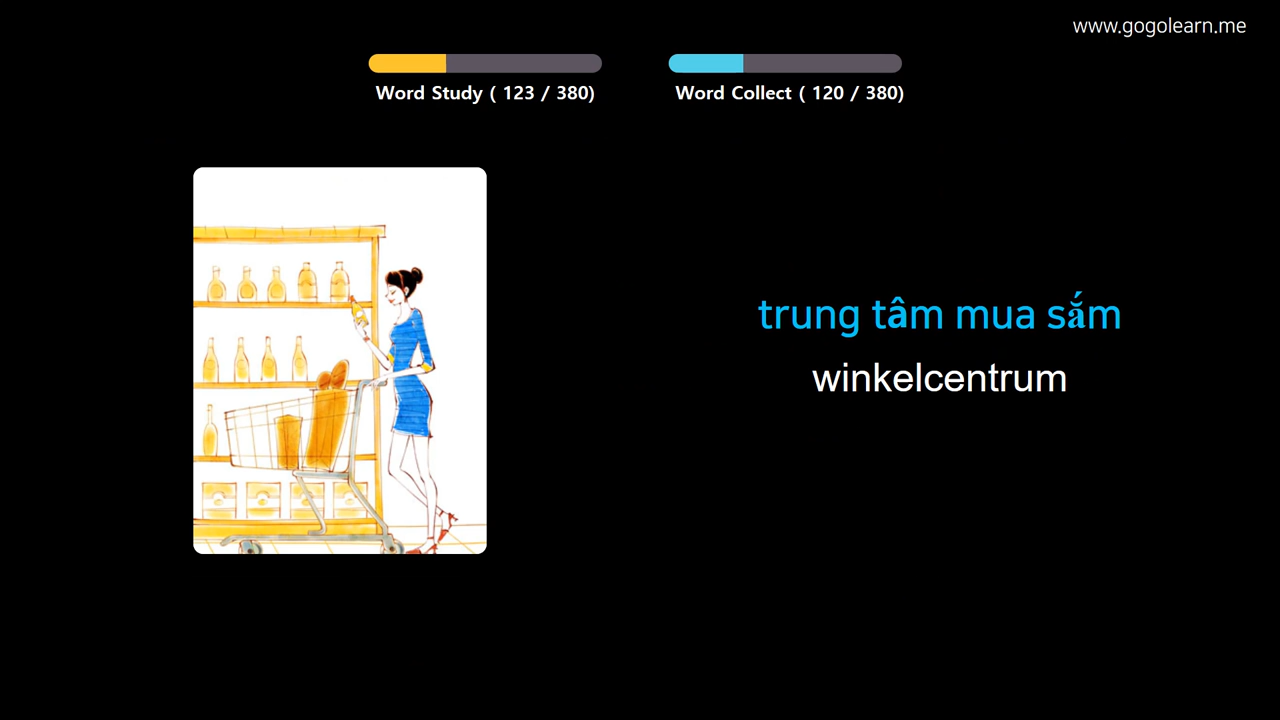 www.gogolearn.me
Word Study ( 123 / 380)
Word Collect ( 120 / 380)
trung tâm mua sắm
winkelcentrum